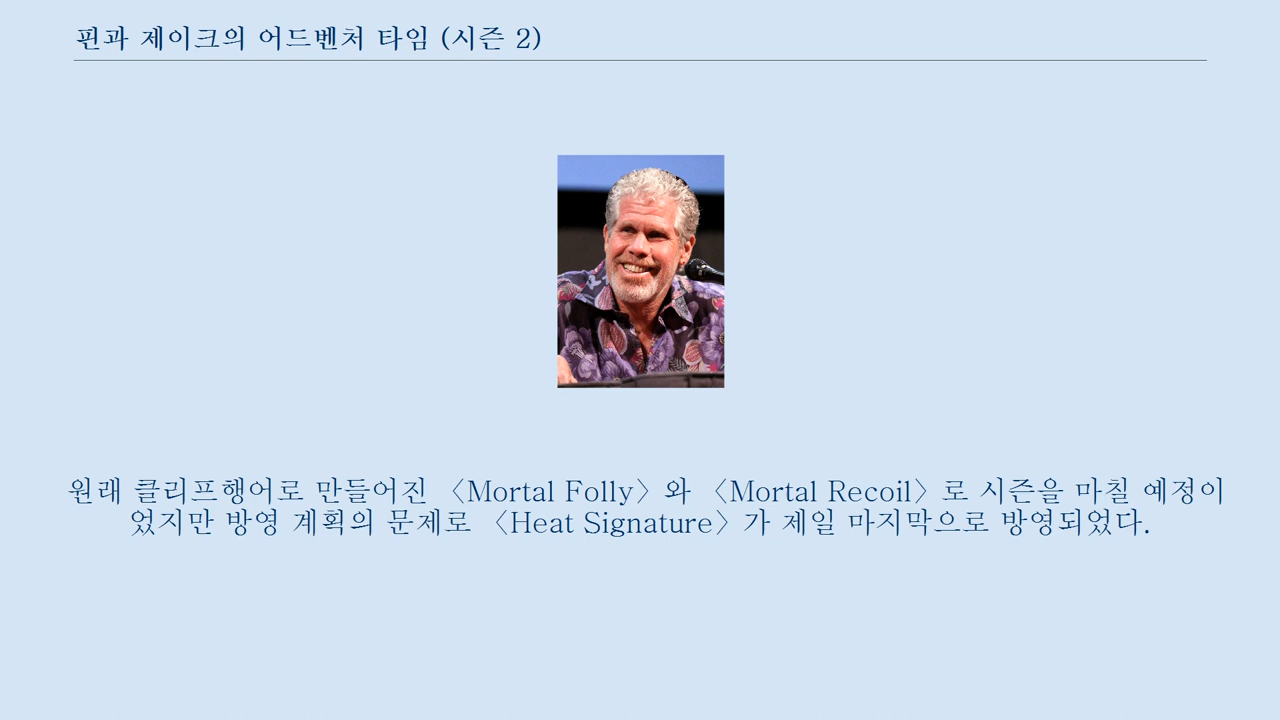 핀과 제이크의 어드벤처 타임 (시즌 2)
원래 클리프행어로 만들어진 〈Mortal Folly〉와 〈Mortal Recoil〉로 시즌을 마칠 예정이
었지만 방영 계획의 문제로 〈Heat Signature〉가 제일 마지막으로 방영되었다.